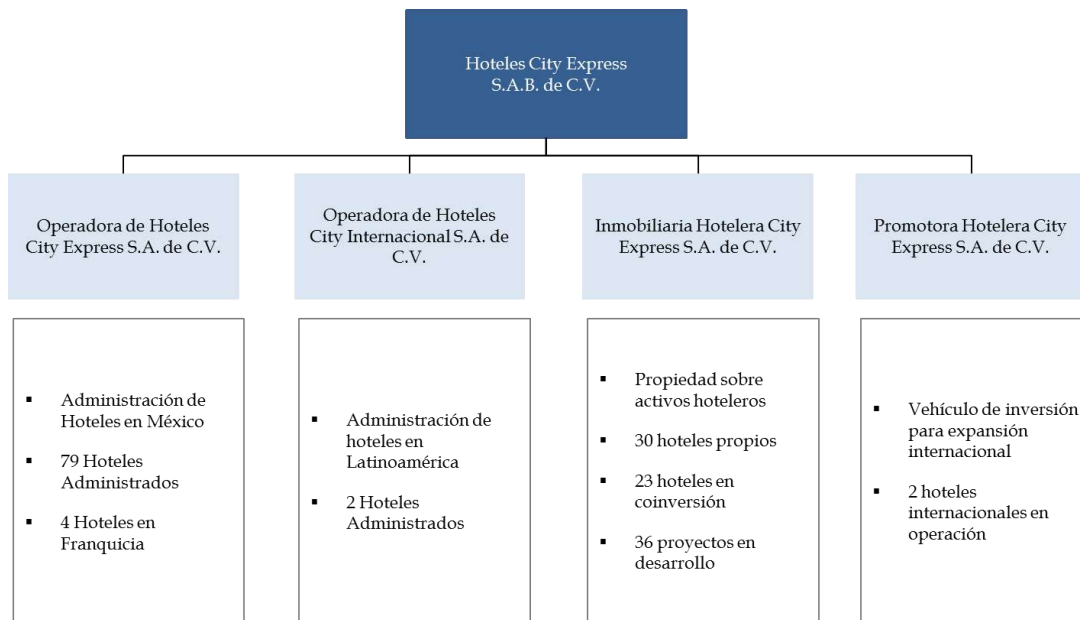 Hoteles City Express
S.A.B. de C.V.
Operadora de Hoteles
City Express S.A. de C.V.
Operadora de Hoteles
City Internacional S.A. de
C.V.
Inmobiliaria Hotelera City
Express S.A. de C.V.
Promotora Hotelera City
Express S.A. de C.V.
▪ Administración de
Hoteles en México
▪ 79 Hoteles
Administrados
▪ 4 Hoteles en
Franquicia
▪ Administración de
hoteles en
Latinoamérica
▪ 2 Hoteles
Administrados
▪ Propiedad sobre
activos hoteleros
▪ 30 hoteles propios
▪ 23 hoteles en
coinversión
▪ 36 proyectos en
desarrollo
▪ Vehículo de inversión
para expansión
internacional
▪ 2 hoteles
internacionales en
operación